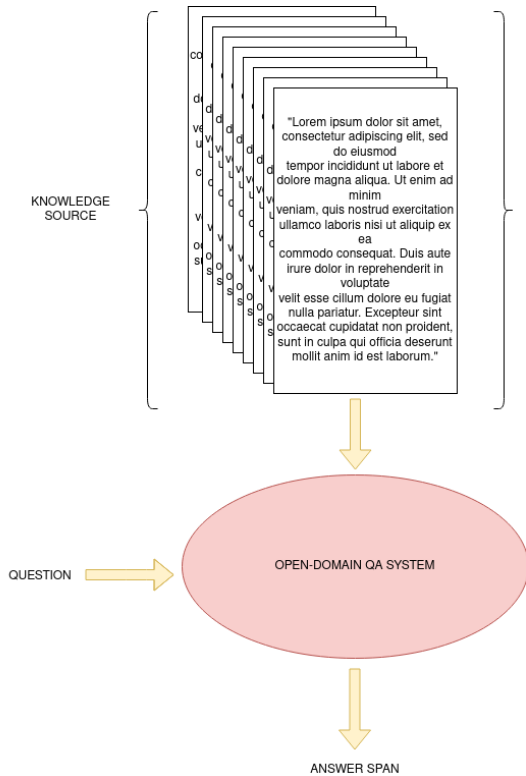 "Lorem ipsum dolor sit amet,
consectetur adipiscing elit, sed
do eiusmod
tempor incididunt ut labore et
dolore magna aliqua. Ut enim ad
minim
veniam, quis nostrud exercitation
ullamco laboris nisi ut aliquip ex
ea
commodo consequat. Duis aute
irure dolor in reprehenderit in
voluptate
velit esse cillum dolore eu fugiat
nulla pariatur. Excepteur sint
occaecat cupidatat non proident,
sunt in culpa qui officia deserunt
mollit anim id est laborum."
KNOWLEDGE
SOURCE
OPEN-DOMAIN QA SYSTEM
QUESTION
ANSWER SPAN